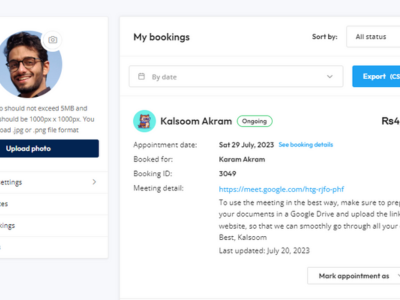 My bookings
Sort by:
All status
By date
Export (CS
should not exceed 5MB and
should be 1000px x 1000px. You
load .jpg or .png file format
Upload photo
ettings
Kalsoom Akram
Ongoing
₨4
Appointment date: Sat 29 July, 2023 See booking details
Booked for: Karam Akram
Booking ID: 3049
Meeting detail: https://meet.google.com/htg-rjfo-phf
To use the meeting in the best way, make sure to prep
your documents in a Google Drive and upload the link
website, so that we can smoothly go through all your
Best, Kalsoom
Last updated: July 20, 2023
kings
Mark appointment as